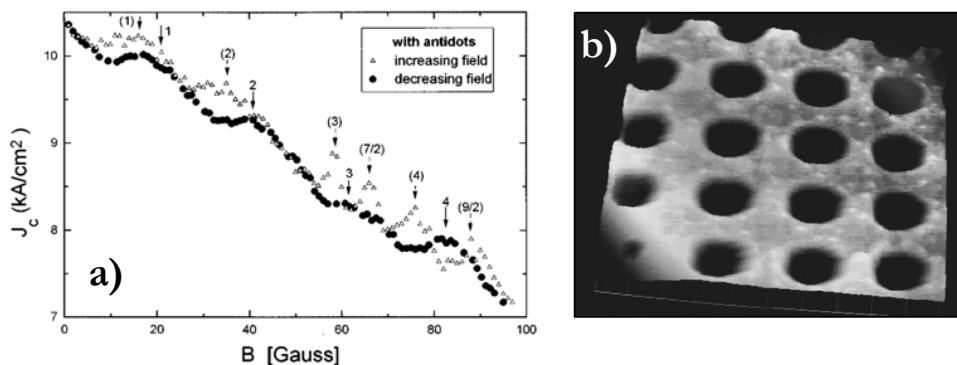 a)
b)
J_c (kA/cm²)
10
9
8
7
(1)
1
(2)
2
(3)
3
(7/2)
(4)
4
(9/2)
with antidots
increasing field
decreasing field
0
20
40
60
80
100
B [Gauss]